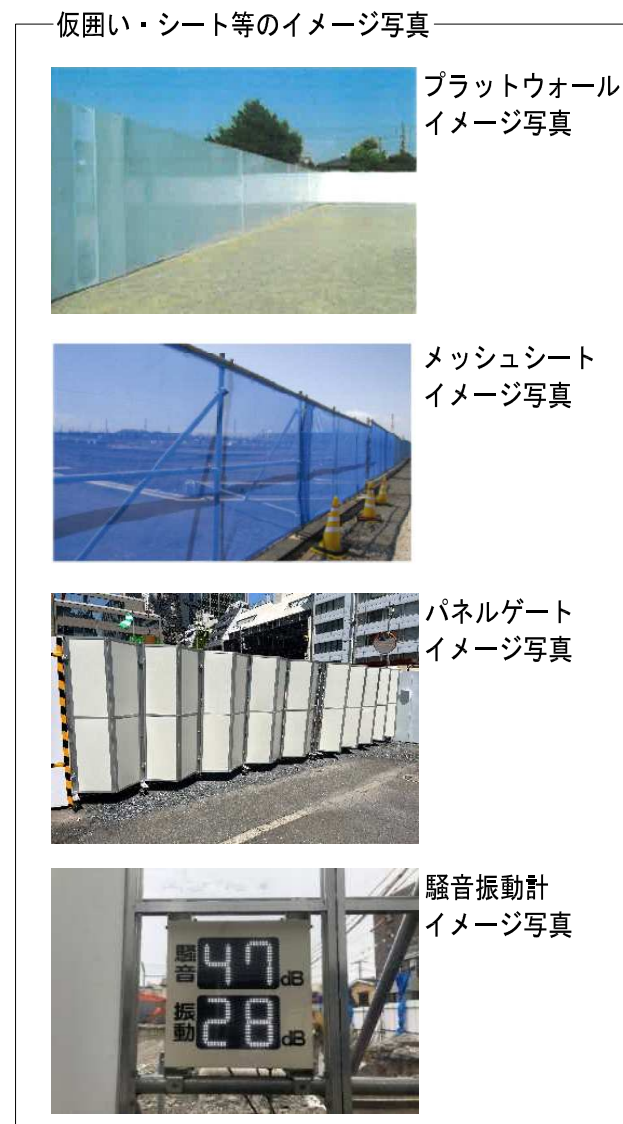 仮囲い・シート等のイメージ写真
プラットウォール
イメージ写真
メッシュシート
イメージ写真
パネルゲート
イメージ写真
騒音振動計
イメージ写真
騒音 47 dB
振動 28 dB